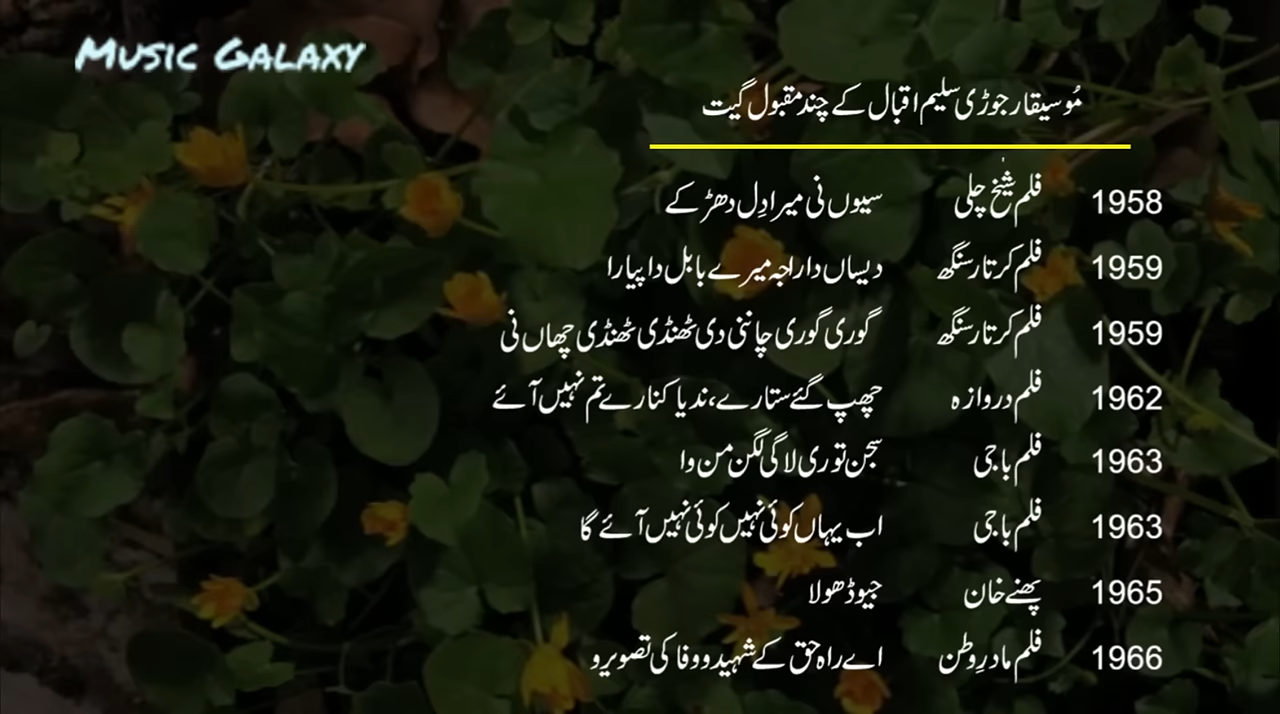 MUSIC GALAXY
مُوسیقار جوڑی سلیم اقبال کے چند مقبول گیت
1958 فلم شیخ چلی سیوں نی میرا دِل دھڑکے
1959 فلم کرتار سنگھ دیساں دا راجہ میرے بابل دا پیارا
1959 فلم کرتار سنگھ گوری گوری چاننی دی ٹھنڈی ٹھنڈی چھاں نی
1962 فلم دروازہ چھپ گئے ستارے، ندیا کنارے تم نہیں آئے
1963 فلم باجی سجن توری لاگی لگن من وا
1963 فلم باجی اب یہاں کوئی نہیں کوئی نہیں آئے گا
1965 پھنے خان جیو ڈھولا
1966 فلم مادرِ وطن اے راہ حق کے شہیدو وفا کی تصویرو